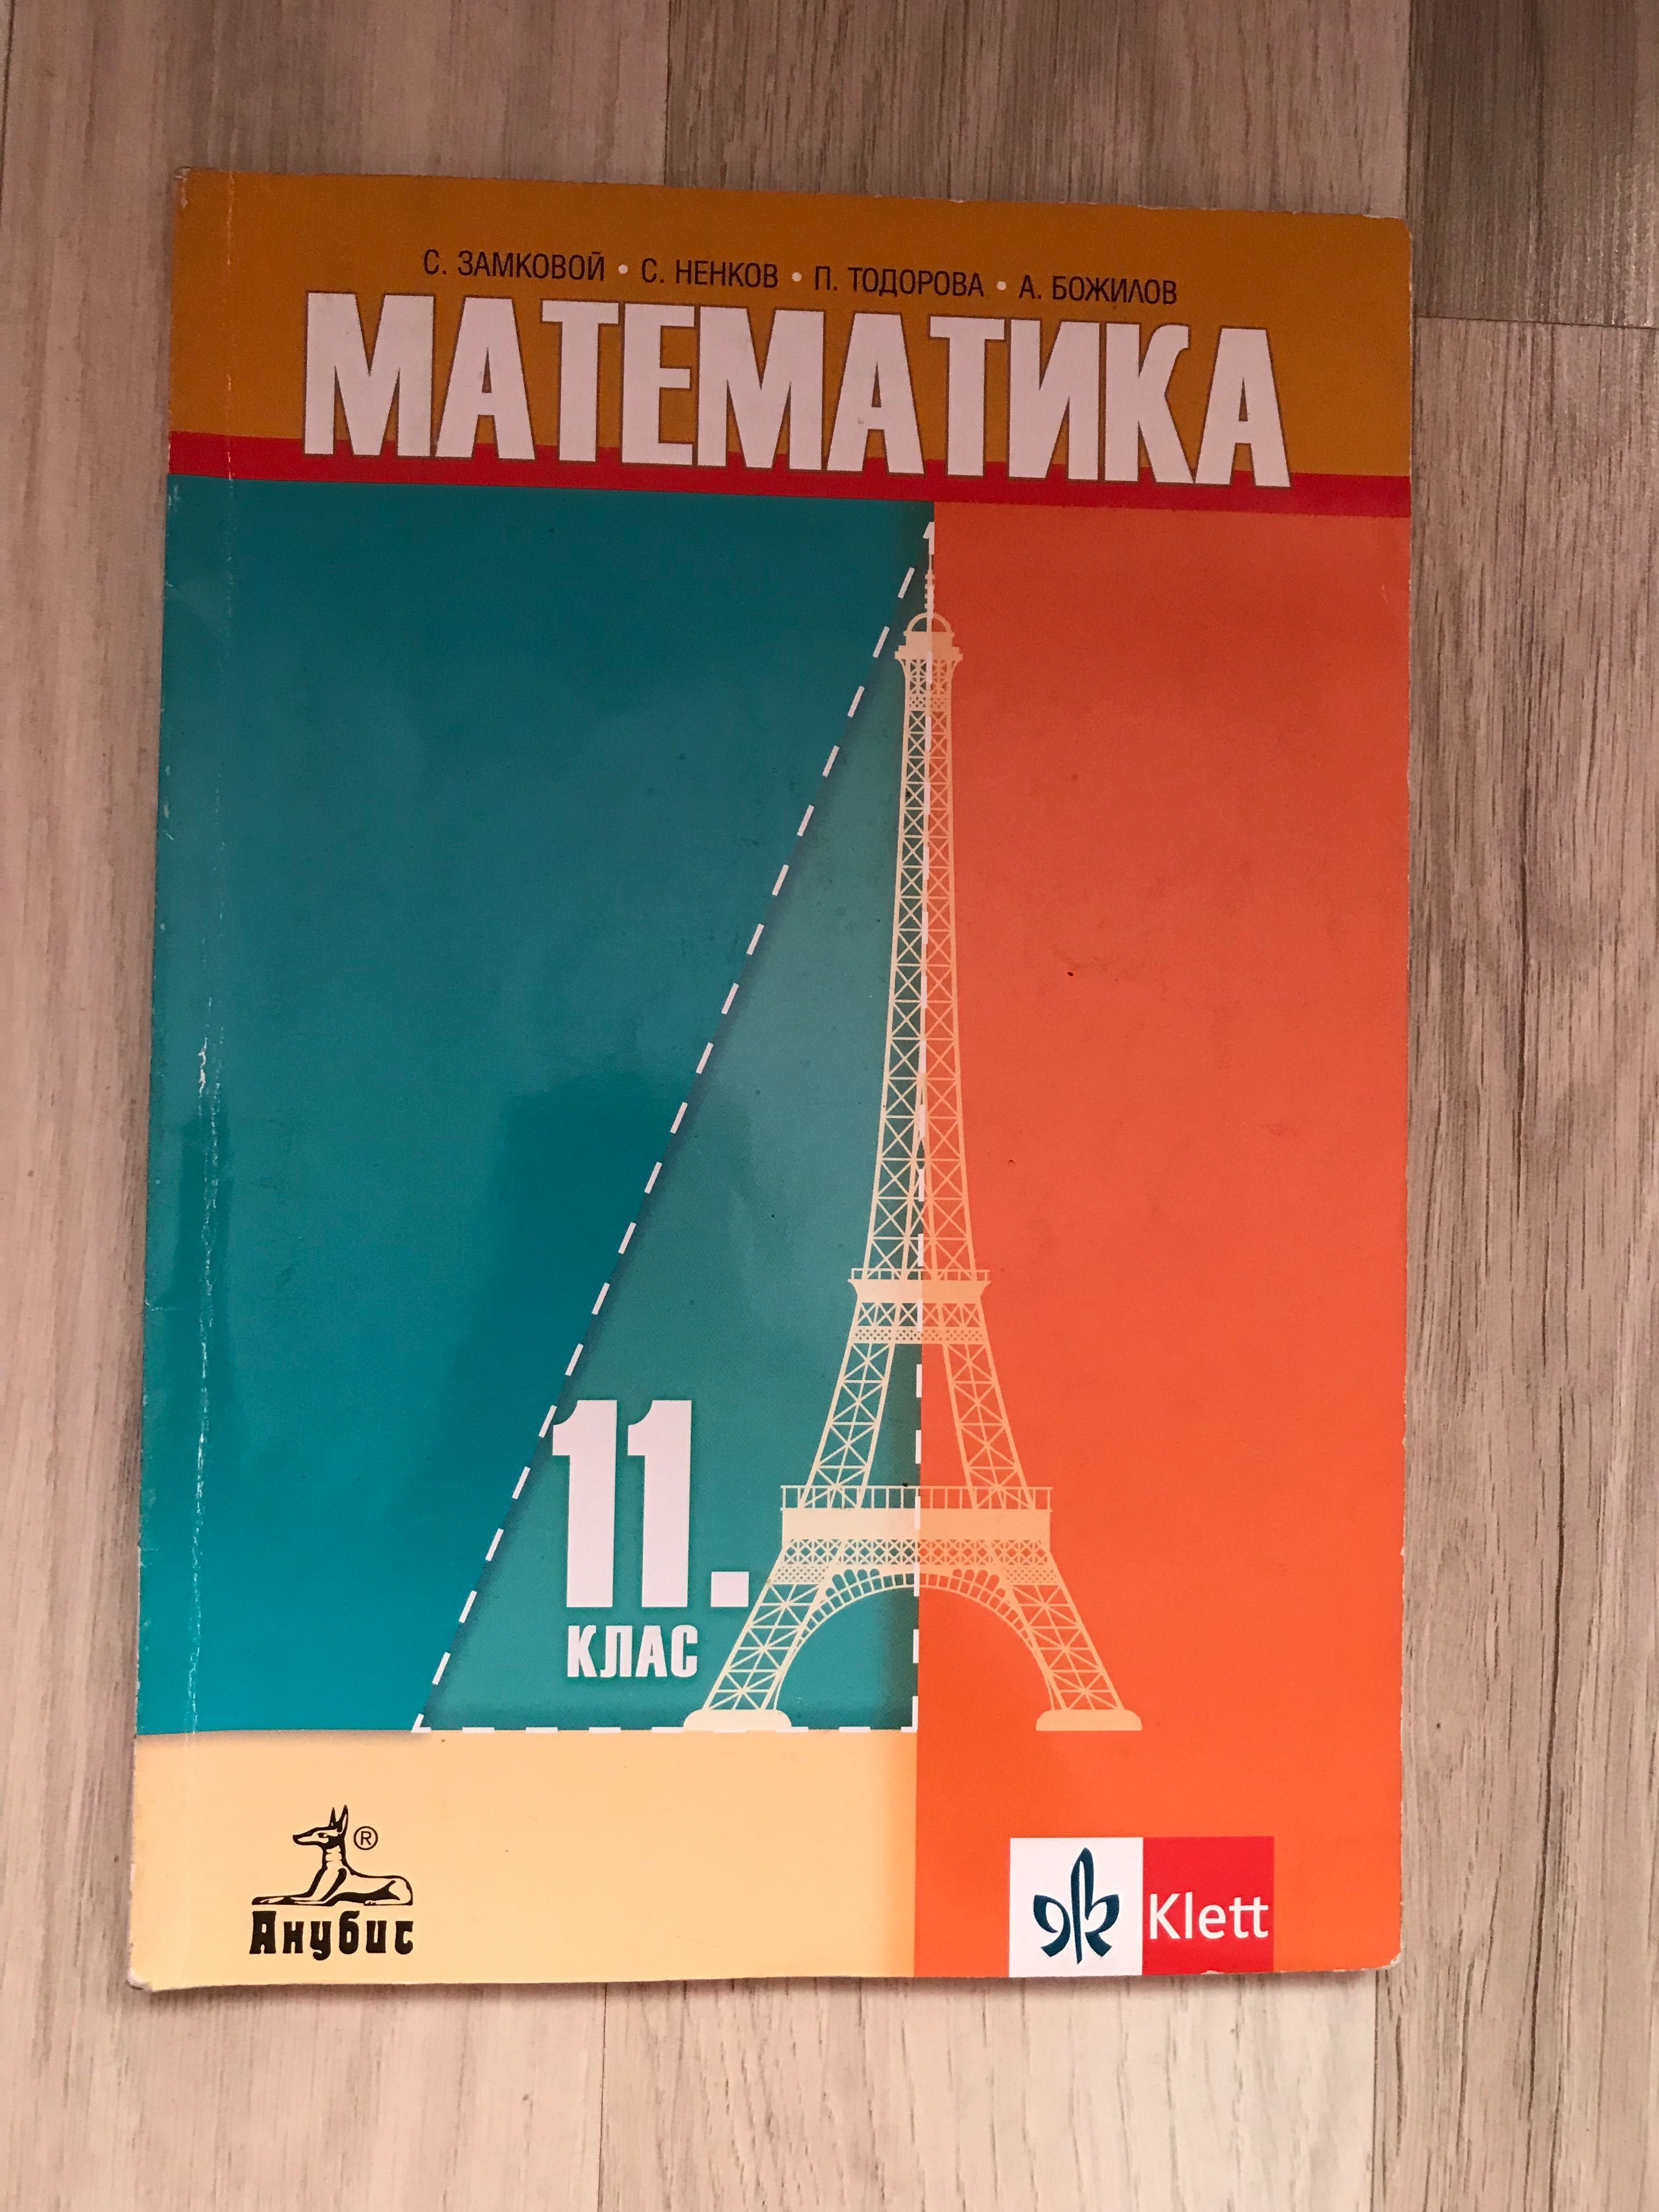 С. ЗАМКОВОЙ • С. НЕНКОВ • П. ТОДОРОВА • А. БОЖИЛОВ
МАТЕМАТИКА
11.
КЛАС
®
Анубис
Klett